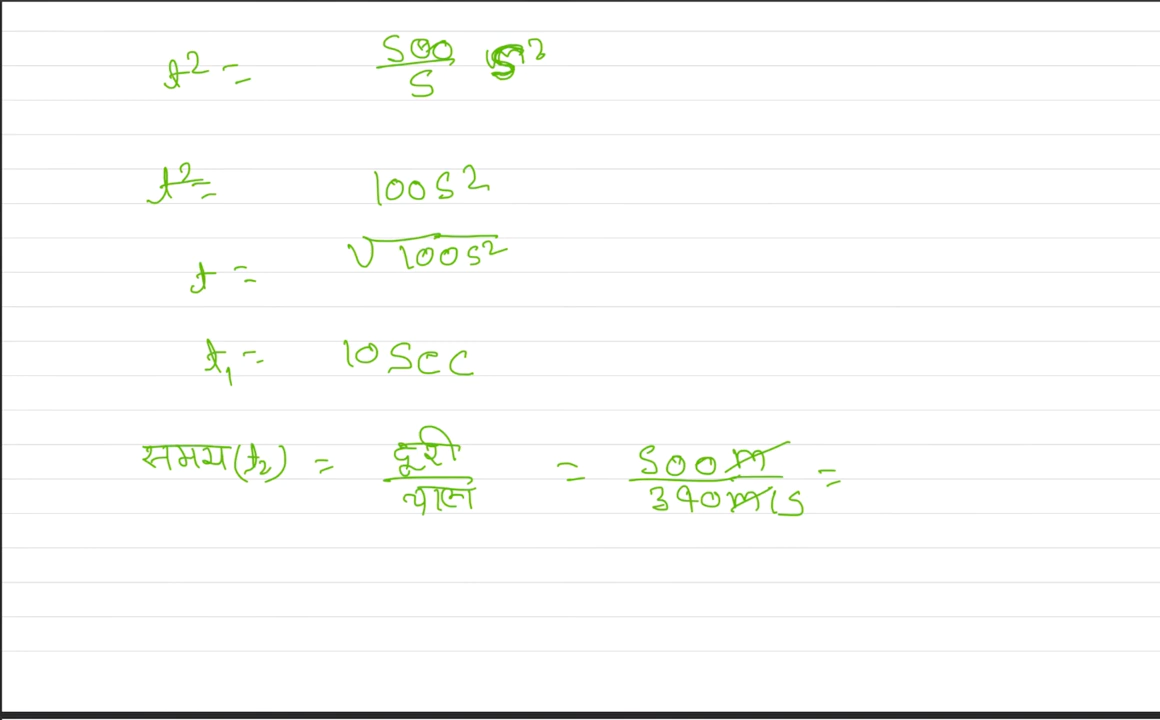 t² = 500/5 s²
t² = 100 s²
t = √100 s²
t₁ = 10 Sec
समय (t₂) = दूरी/चाल = 500 m/340 m/s =